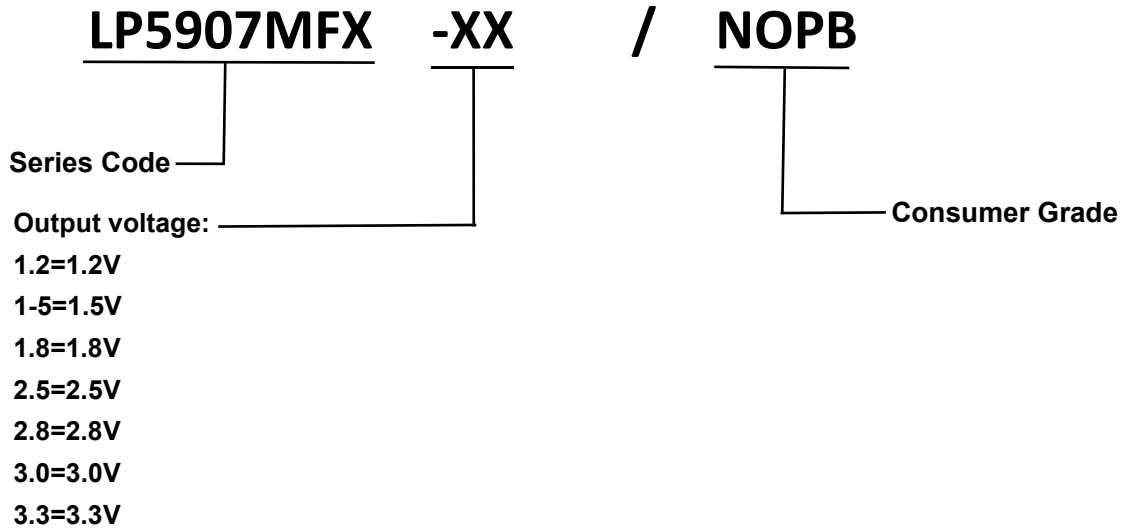 LP5907MFX -XX / NOPB
Series Code
Output voltage:
Consumer Grade
1.2=1.2V
1-5=1.5V
1.8=1.8V
2.5=2.5V
2.8=2.8V
3.0=3.0V
3.3=3.3V